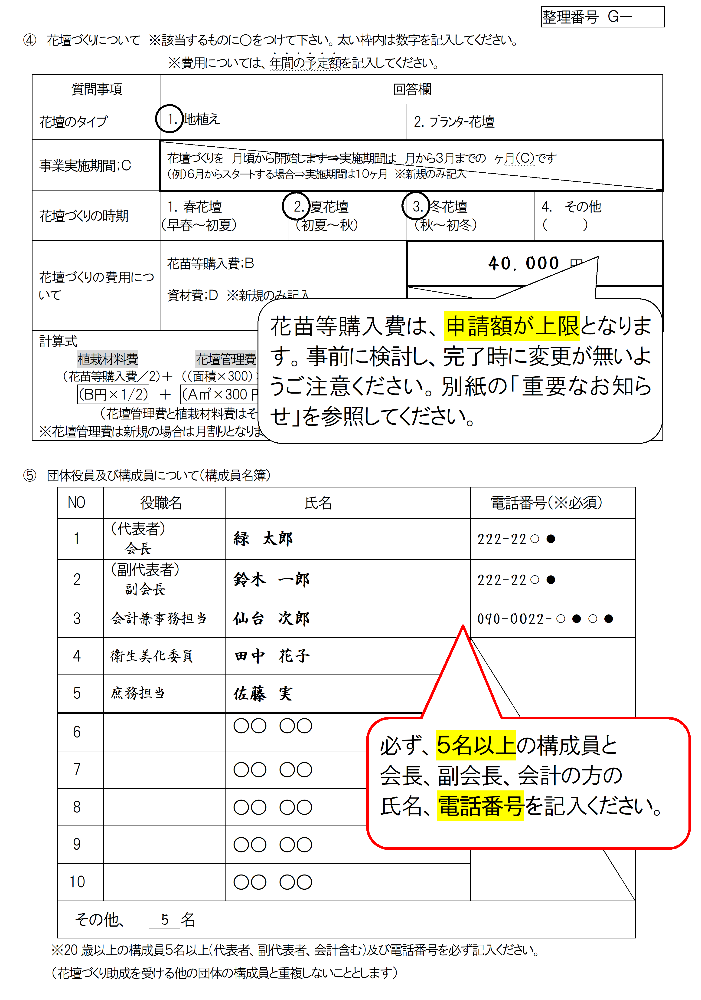 整理番号　G－
④　花壇づくりについて　※該当するものに○をつけて下さい。太い枠内は数字を記入してください。
※費用については、年間の予定額を記入してください。
質問事項　回答欄
花壇のタイプ　1．地植え　2．プランター花壇
事業実施期間；C　花壇づくりを　月頃から開始します⇒実施期間は　月から3月までの　ヶ月（C）です
（例）6月からスタートする場合⇒実施期間は10ヶ月　※新規のみ記入
花壇づくりの時期　1．春花壇　2．夏花壇　3．冬花壇　4．　その他
（早春～初夏）　（初夏～秋）　（秋～初冬）　（　　　）
花壇づくりの費用について
花苗等購入費；B　40，000
資材費；D　※新規のみ記入
花苗等購入費は、申請額が上限となりま
す。事前に検討し、完了時に変更が無いよ
うご注意ください。別紙の「重要なお知ら
せ」を参照してください。
計算式
植栽材料費　花壇管理費
（花苗等購入費／2）＋　（（面積×300）
（B円×1/2）　＋　（A㎡×300
（花壇管理費と植栽材料費はそ
※花壇管理費は新規の場合は月割りとなりま
⑤　団体役員及び構成員について（構成員名簿）
NO　役職名　氏名　電話番号（※必須）
1　（代表者）会長　緑　太郎　222-22○●
2　（副代表者）副会長　鈴木　一郎　222-22○●
3　会計兼事務担当　仙台　次郎　090-0022-○●○●
4　衛生美化委員　田中　花子
5　庶務担当　佐藤　実
6　○○　○○
7　○○　○○
8　○○　○○
9　○○　○○
10　○○　○○
必ず、5名以上の構成員と
会長、副会長、会計の方の
氏名、電話番号を記入ください。
その他、　5　名
※20歳以上の構成員5名以上（代表者、副代表者、会計含む）及び電話番号を必ず記入ください。
（花壇づくり助成を受ける他の団体の構成員と重複しないこととします）